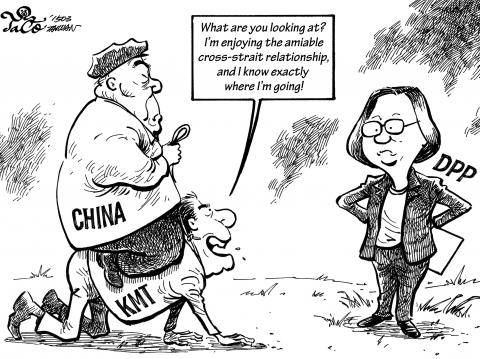 TaCo
What are you looking at?
I'm enjoying the amiable
cross-strait relationship,
and I know exactly
where I'm going!
CHINA
KMT
DPP